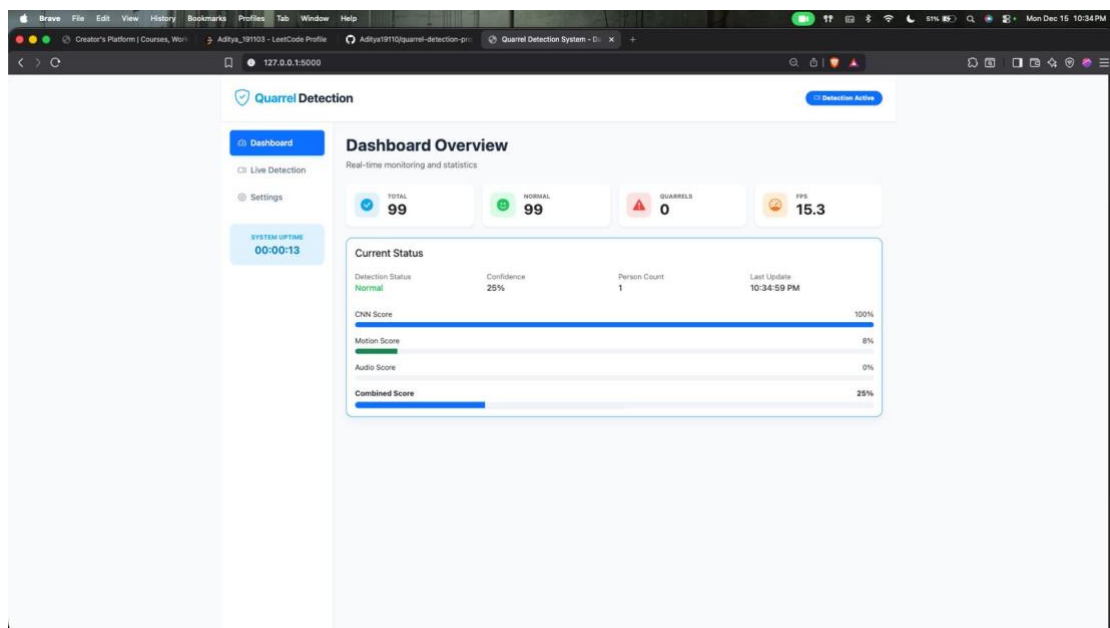 Brave File Edit View History Bookmarks Profiles Tab Window Help 51% Mon Dec 15 10:34 PM
Creator's Platform | Courses, Wor Aditya_191103 - LeetCode Profile Aditya19110/quarrel-detection-pro Quarrel Detection System - Da
127.0.0.1:5000
Quarrel Detection Detection Active
Dashboard
Live Detection
Settings
SYSTEM UPTIME
00:00:13
Dashboard Overview
Real-time monitoring and statistics
TOTAL
99
NORMAL
99
QUARRELS
0
FPS
15.3
Current Status
Detection Status
Normal
Confidence
25%
Person Count
1
Last Update
10:34:59 PM
CNN Score 100%
Motion Score 8%
Audio Score 0%
Combined Score 25%